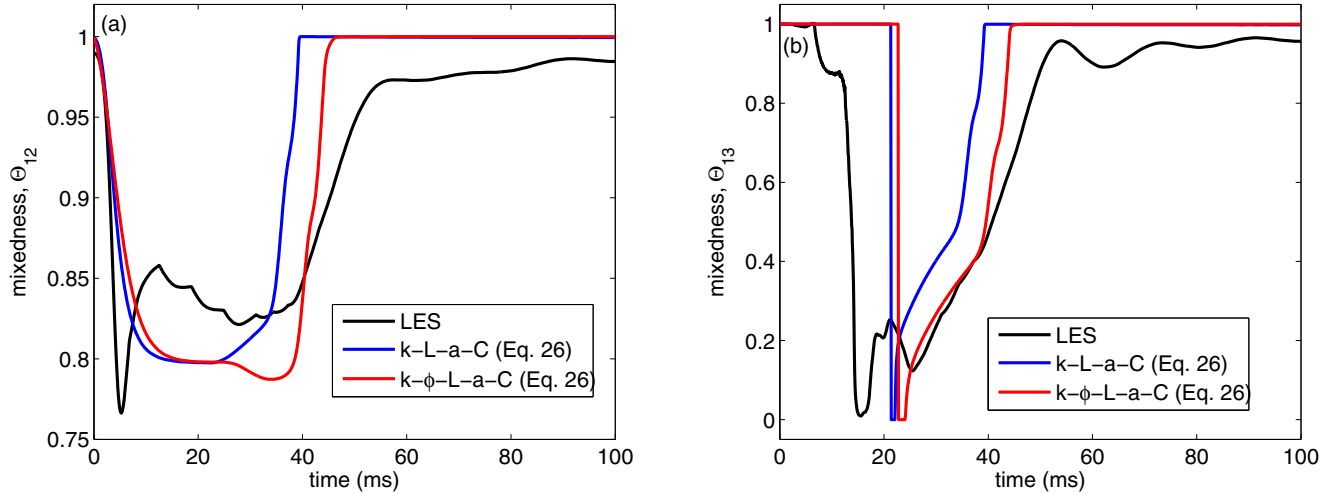 (a)
1
0.95
0.9
0.85
0.8
0.75
mixedness, Θ12
LES
k−L−a−C (Eq. 26)
k−ϕ−L−a−C (Eq. 26)
0 20 40 60 80 100
time (ms)
(b)
1
0.8
0.6
0.4
0.2
0
mixedness, Θ13
LES
k−L−a−C (Eq. 26)
k−ϕ−L−a−C (Eq. 26)
0 20 40 60 80 100
time (ms)